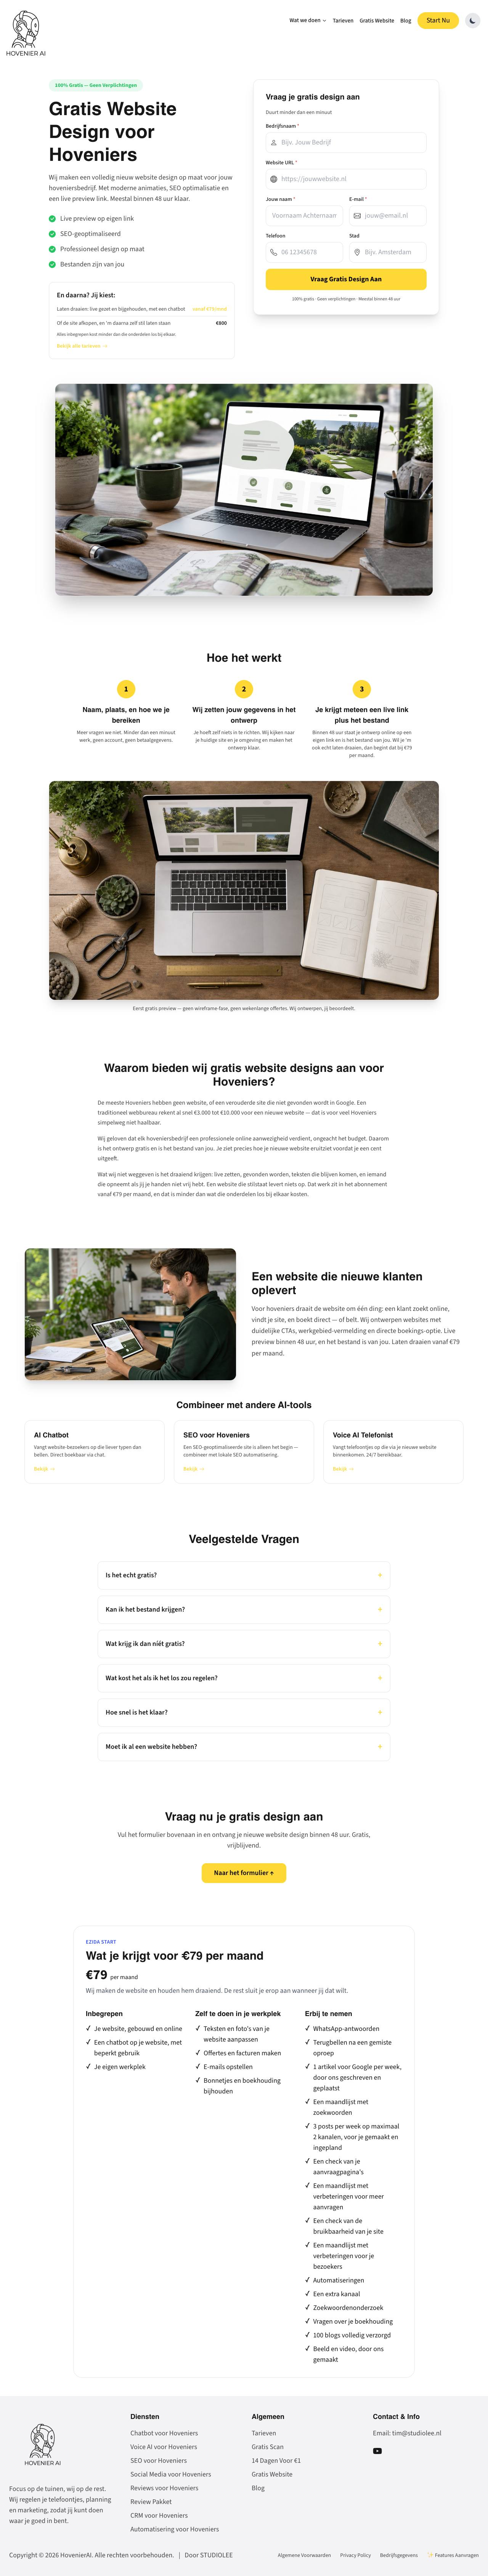 HOVENIER AI
Wat we doen
Tarieven
Gratis Website
Blog
Start Nu
100% Gratis — Geen Verplichtingen
Gratis Website
Design voor
Hoveniers
Wij maken een volledig nieuw website design op maat voor jouw
hoveniersbedrijf. Met moderne animaties, SEO optimalisatie en
een live preview link. Meestal binnen 48 uur klaar.
Live preview op eigen link
SEO-geoptimaliseerd
Professioneel design op maat
Bestanden zijn van jou
En daarna? Jij kiest:
Laten draaien: live gezet en bijgehouden, met een chatbot
Of de site afkopen, en 'm daarna zelf stil laten staan
€800
Alles inbegrepen kost minder dan die onderdelen los bij elkaar.
Bekijk alle tarieven →
Vraag je gratis design aan
Duurt minder dan een minuut
Bedrijfsnaam *
Bijv. Jouw Bedrijf
Website URL *
https://jouwwebsite.nl
Jouw naam *
E-mail *
Voornaam Achternaam
jouw@email.nl
Telefoon
Stad
06 12345678
Bijv. Amsterdam
Vraag Gratis Design Aan
100% gratis · Geen verplichtingen · Meestal binnen 48 uur
Hoe het werkt
1
Naam, plaats, en hoe we je
bereiken
Meer vragen we niet. Minder dan een minuut
werk, geen account, geen betaalgegevens.
2
Wij zetten jouw gegevens in het
ontwerp
Je hoeft zelf niets in te richten. Wij kijken naar
je huidige site en je omgeving en maken het
ontwerp klaar.
3
Je krijgt meteen een live link
plus het bestand
Binnen 48 uur staat je ontwerp online op een
eigen link en is het bestand van jou. Wil je 'm
ook echt laten draaien, dan begint dat bij €79
per maand.
Eerst gratis preview — geen wireframe-fase, geen wekenlange offertes. Wij ontwerpen, jij beoordeelt.
Waarom bieden wij gratis website designs aan voor
Hoveniers?
De meeste Hoveniers hebben geen website, of een verouderde site die niet gevonden wordt in Google. Een
traditioneel webbureau rekent al snel €3.000 tot €10.000 voor een nieuwe website — dat is voor veel Hoveniers
simpelweg niet haalbaar.
Wij geloven dat elk hoveniersbedrijf een professionele online aanwezigheid verdient, ongeacht het budget. Daarom
is het ontwerp gratis en is het bestand van jou. Je ziet precies hoe je nieuwe website eruitziet voordat je een cent
uitgeeft.
Wat wij niet weggeven is het draaiend krijgen: live zetten, gevonden worden, teksten die blijven komen, en iemand
die opneemt als jij je handen niet vrij hebt. Een website die stilstaat levert niets op. Dat werk zit in het abonnement
vanaf €79 per maand, en dat is minder dan wat die onderdelen los bij elkaar kosten.
Een website die nieuwe klanten
oplevert
Voor hoveniers draait de website om één ding: een klant zoekt online,
vindt je site, en boekt direct — of belt. Wij ontwerpen websites met
duidelijke CTAs, werkgebied-vermelding en directe boekings-optie. Live
preview binnen 48 uur, en het bestand is van jou. Laten draaien vanaf €79
per maand.
Combineer met andere AI-tools
AI Chatbot
Vangt website-bezoekers op die liever typen dan
bellen. Direct boekbaar via chat.
Bekijk →
SEO voor Hoveniers
Een SEO-geoptimaliseerde site is alleen het begin —
combineer met lokale SEO automatisering.
Bekijk →
Voice AI Telefonist
Vangt telefoontjes op die via je nieuwe website
binnenkomen. 24/7 bereikbaar.
Bekijk →
Veelgestelde Vragen
Is het echt gratis? +
Kan ik het bestand krijgen? +
Wat krijg ik dan níét gratis? +
Wat kost het als ik het los zou regelen? +
Hoe snel is het klaar? +
Moet ik al een website hebben? +
Vraag nu je gratis design aan
Vul het formulier bovenaan in en ontvang je nieuwe website design binnen 48 uur. Gratis,
vrijblijvend.
Naar het formulier ↑
EZIDA START
Wat je krijgt voor €79 per maand
€79 per maand
Wij maken de website en houden hem draaiend. De rest sluit je erop aan wanneer jij dat wilt.
Inbegrepen
✓ Je website, gebouwd en online
✓ Een chatbot op je website, met
beperkt gebruik
✓ Je eigen werkplek
Zelf te doen in je werkplek
✓ Teksten en foto's van je
website aanpassen
✓ Offertes en facturen maken
✓ E-mails opstellen
✓ Bonnetjes en boekhouding
bijhouden
Erbij te nemen
✓ WhatsApp-antwoorden
✓ Terugbellen na een gemiste
oproep
✓ 1 artikel voor Google per week,
door ons geschreven en
geplaatst
✓ Een maandlijst met
zoekwoorden
✓ 3 posts per week op maximaal
2 kanalen, voor je gemaakt en
ingepland
✓ Een check van je
aanvraagpagina's
✓ Een maandlijst met
verbeteringen voor meer
aanvragen
✓ Een check van de
bruikbaarheid van je site
✓ Een maandlijst met
verbeteringen voor je
bezoekers
✓ Automatiseringen
✓ Een extra kanaal
✓ Zoekwoordenonderzoek
✓ Vragen over je boekhouding
✓ 100 blogs volledig verzorgd
✓ Beeld en video, door ons
gemaakt
HOVENIER AI
Focus op de tuinen, wij op de rest.
Wij regelen je telefoontjes, planning
en marketing, zodat jij kunt doen
waar je goed in bent.
Diensten
Chatbot voor Hoveniers
Voice AI voor Hoveniers
SEO voor Hoveniers
Social Media voor Hoveniers
Reviews voor Hoveniers
Review Pakket
CRM voor Hoveniers
Automatisering voor Hoveniers
Algemeen
Tarieven
Gratis Scan
14 Dagen Voor €1
Gratis Website
Blog
Contact & Info
Email: tim@studiolee.nl
Copyright © 2026 HovenierAI. Alle rechten voorbehouden. | Door STUDIOLEE
Algemene Voorwaarden
Privacy Policy
Bedrijfsgegevens
✨ Features Aanvragen